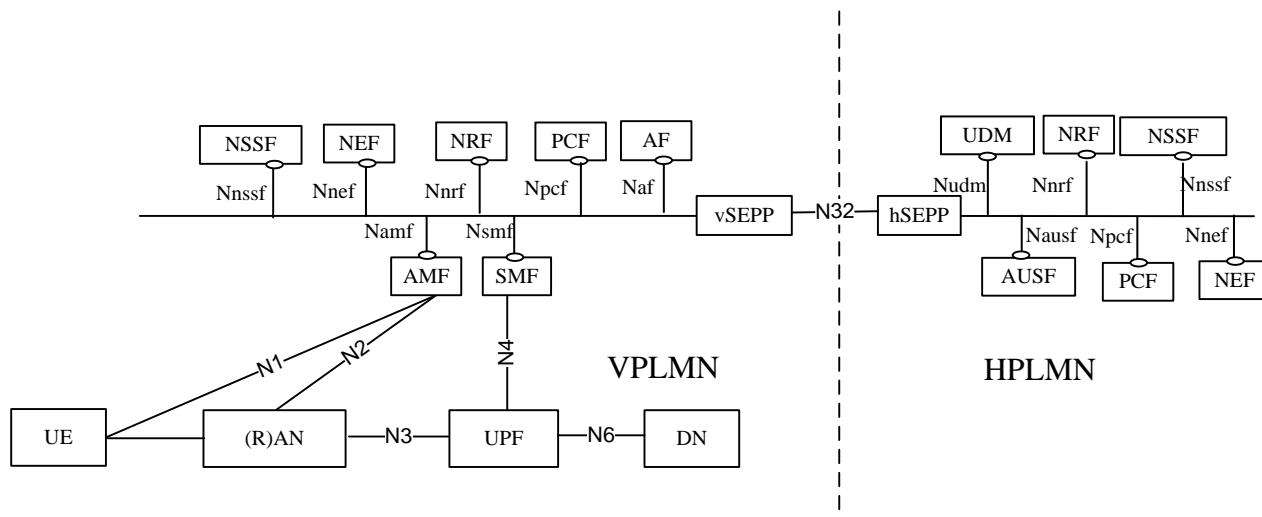 UDM
NRF
NSSF
NSSF
NEF
NRF
PCF
AF
Nudm
Nnrf
Nnssf
Nnssf
Nnef
Nnrf
Npcf
Naf
vSEPP
N32
hSEPP
Namf
Nsmf
Nausf
Npcf
Nnef
AMF
SMF
AUSF
PCF
NEF
N1
N2
N4
VPLMN
HPLMN
UE
(R)AN
N3
UPF
N6
DN